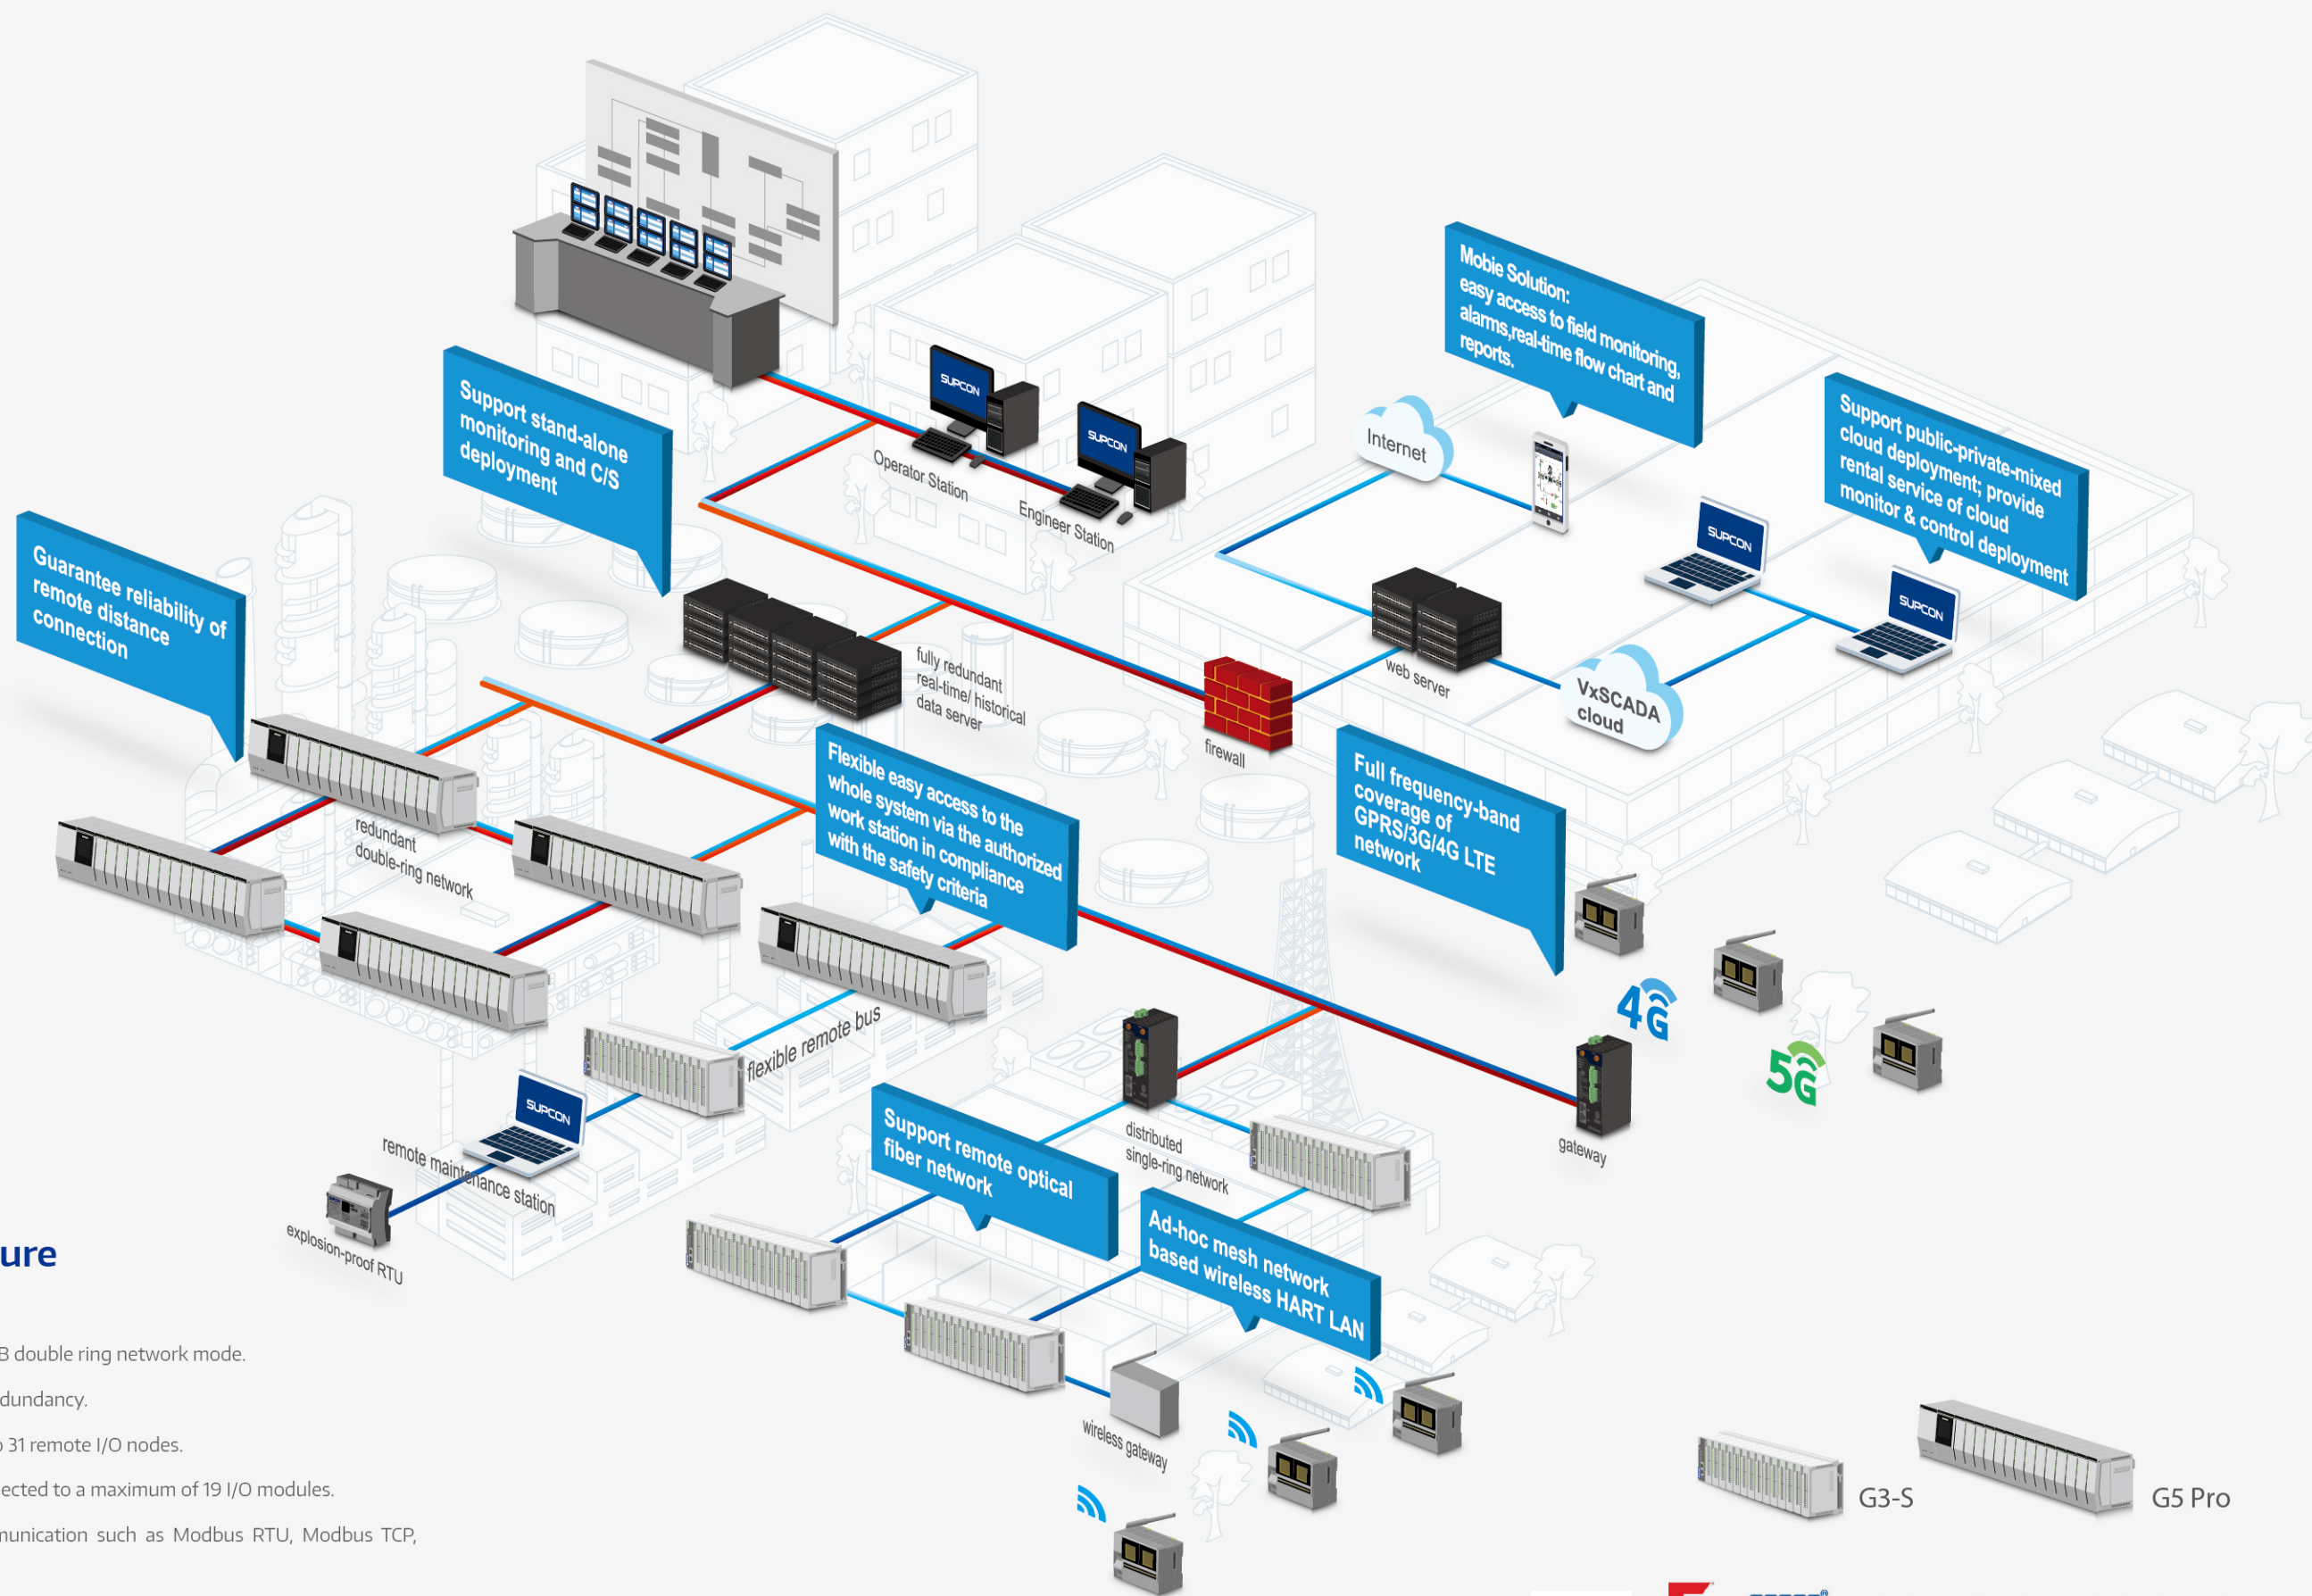 Mobie Solution:
easy access to field monitoring,
alarms,real-time flow chart and
reports.
Support stand-alone
monitoring and C/S
deployment
SUPCON
SUPCON
Operator Station
Engineer Station
Internet
Support public-private-mixed
cloud deployment; provide
rental service of cloud
monitor & control deployment
SUPCON
SUPCON
Guarantee reliability of
remote distance
connection
fully redundant
real-time/ historical
data server
web server
VxSCADA
cloud
firewall
Flexible easy access to the
whole system via the authorized
work station in compliance
with the safety criteria
Full frequency-band
coverage of
GPRS/3G/4G LTE
network
redundant
double-ring network
4G
5G
flexible remote bus
SUPCON
remote maintenance station
explosion-proof RTU
distributed
single-ring network
gateway
Support remote optical
fiber network
Ad-hoc mesh network
based wireless HART LAN
wireless gateway
ure
B double ring network mode.
dundancy.
o 31 remote I/O nodes.
ected to a maximum of 19 I/O modules.
munication such as Modbus RTU, Modbus TCP,
G3-S
G5 Pro